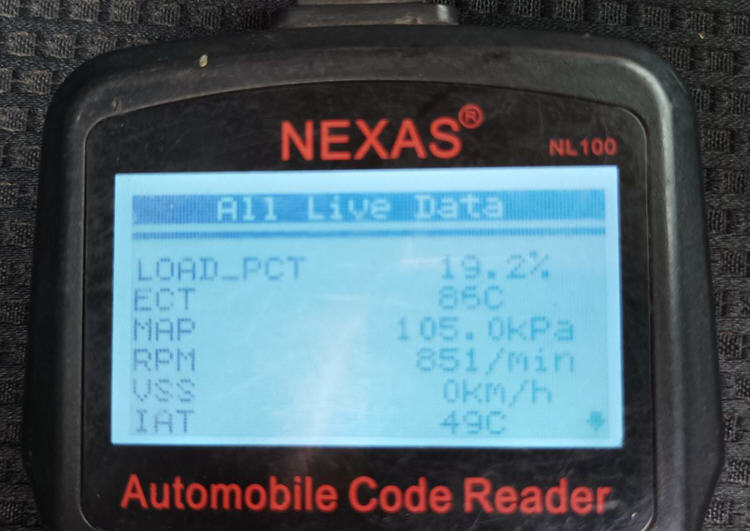 NEXAS®
NL100
All Live Data
LOAD_PCT 19.2%
ECT 86C
MAP 105.0kPa
RPM 851/min
VSS 0km/h
IAT 49C
Automobile Code Reader